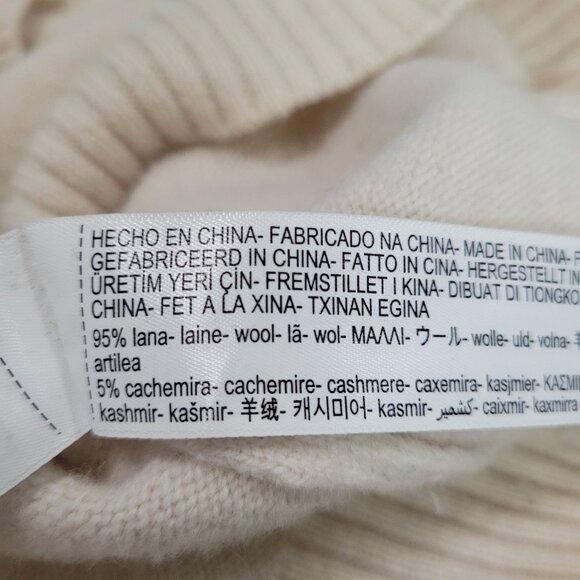 HECHO EN CHINA- FABRICADO NA CHINA- MADE IN CHINA- F
GEFABRICEERD IN CHINA- FATTO IN CINA- HERGESTELLT IN
ÜRETİM YERİ ÇİN- FREMSTILLET I KINA- DIBUAT DI TIONGKO
CHINA- FET A LA XINA- TXINAN EGINA
95% lana- laine- wool- lã- wol- ΜΑΛΛΙ- ウール- wolle- uld- volna- 羊
artilea
5% cachemira- cachemire- cashmere- caxemira- kasjmier- ΚΑΣΜΙ
kashmir- kašmir- 羊绒- 캐시미어- kasmir- كشمير- caixmir- kaxmirra